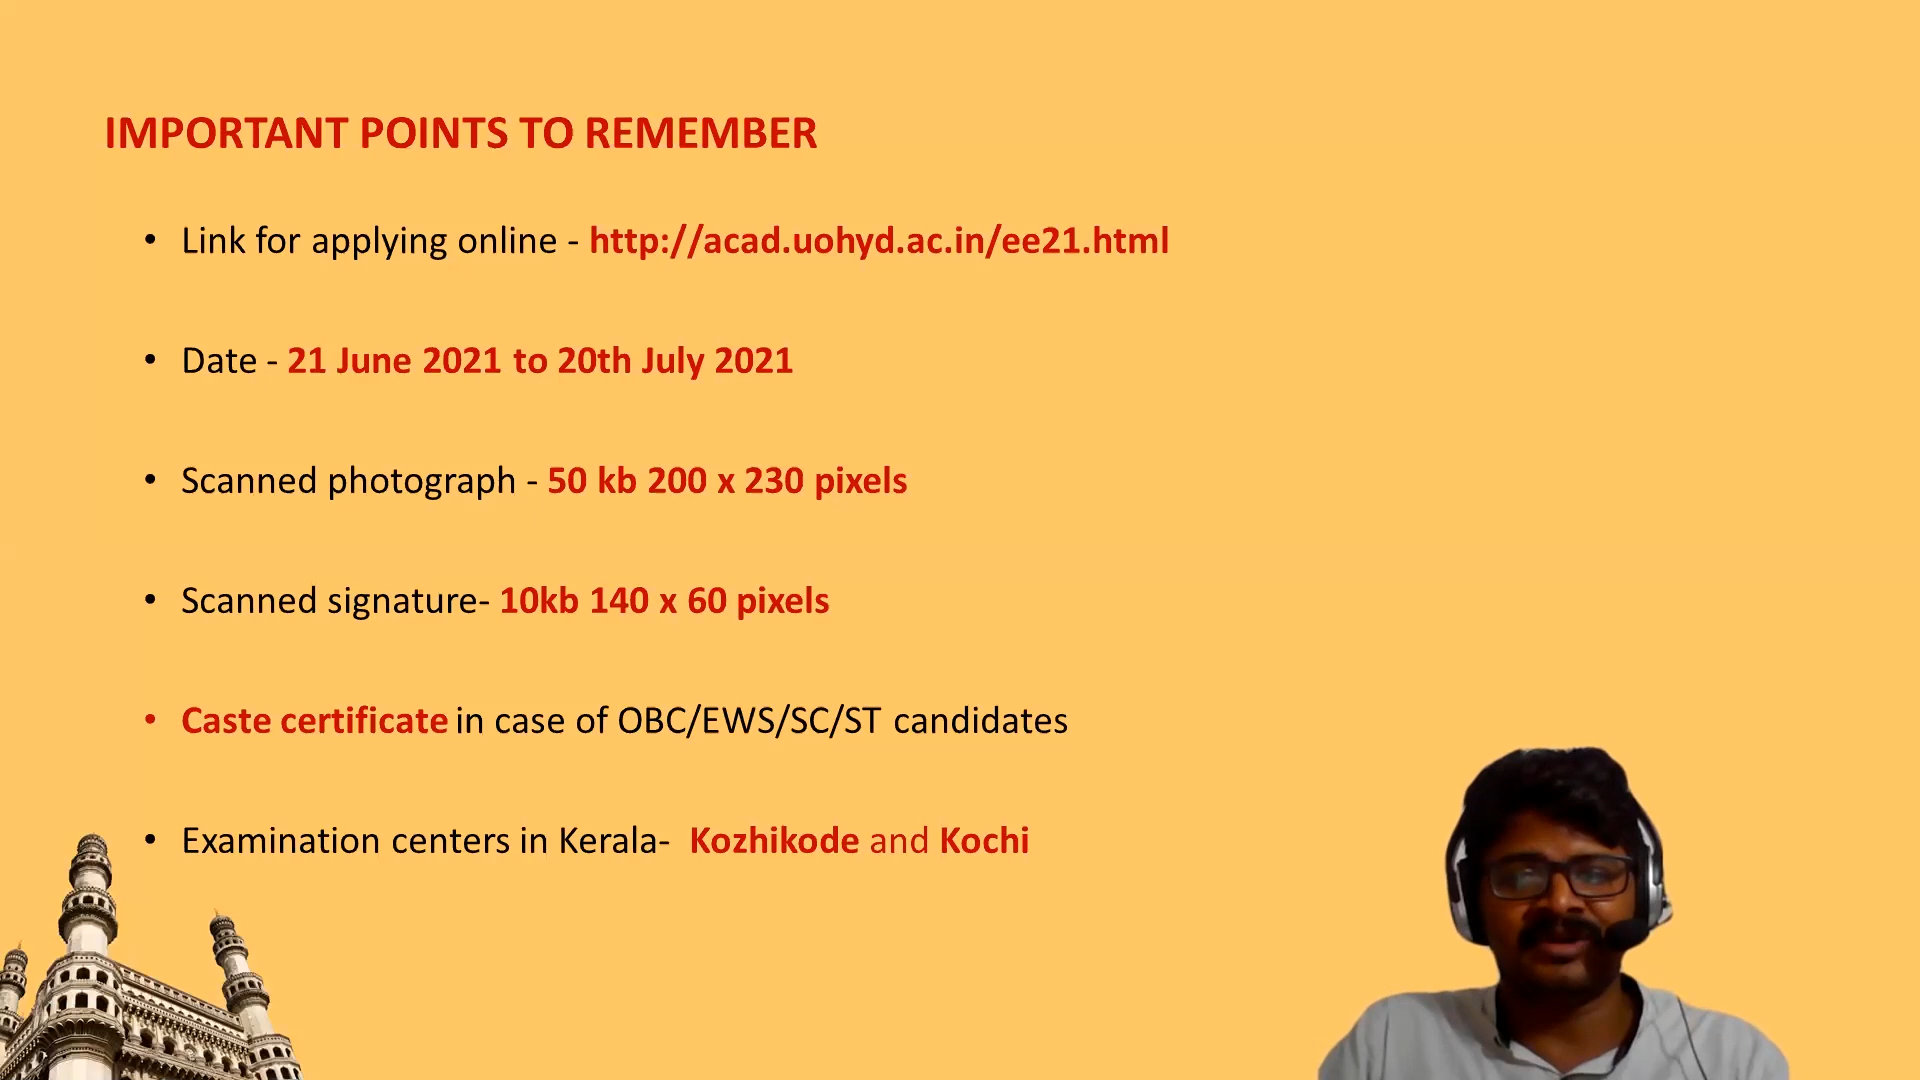 IMPORTANT POINTS TO REMEMBER
• Link for applying online - http://acad.uohyd.ac.in/ee21.html
• Date - 21 June 2021 to 20th July 2021
• Scanned photograph - 50 kb 200 x 230 pixels
• Scanned signature- 10kb 140 x 60 pixels
• Caste certificate in case of OBC/EWS/SC/ST candidates
• Examination centers in Kerala- Kozhikode and Kochi